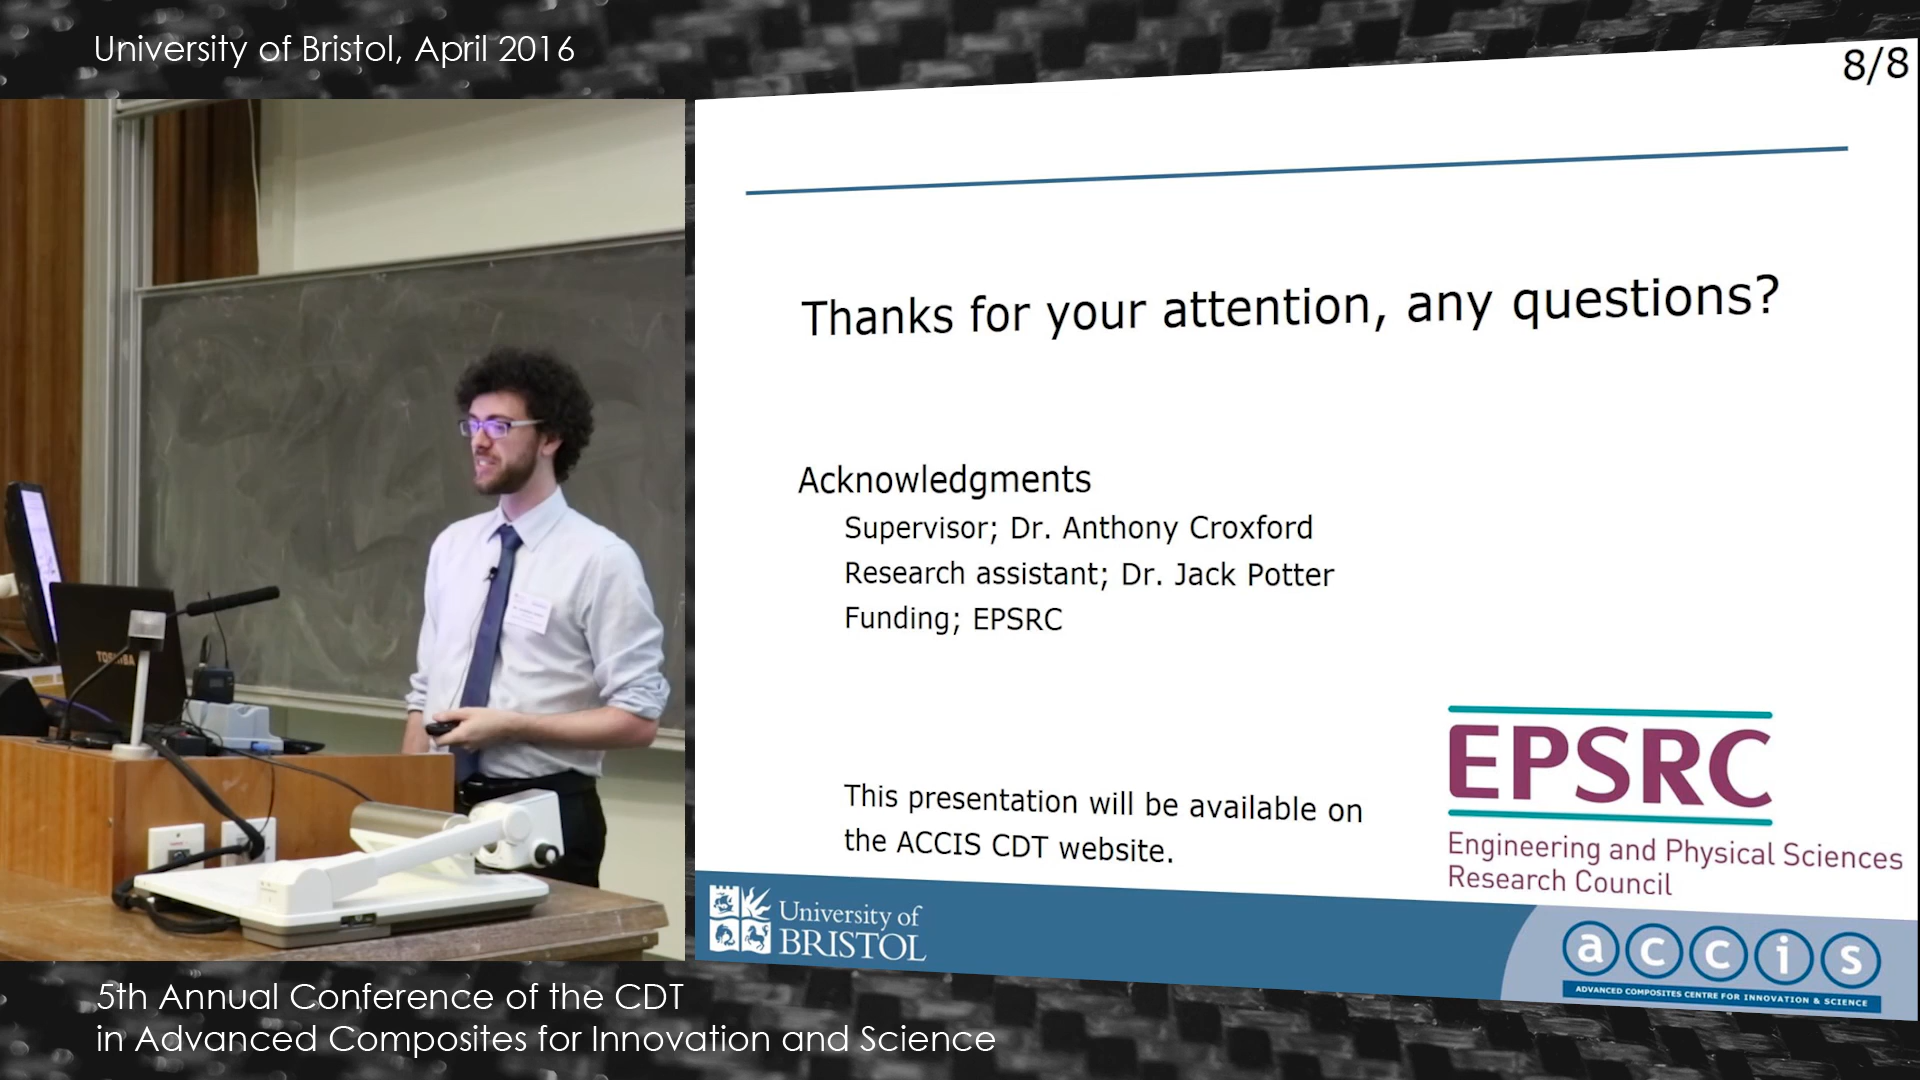 University of Bristol, April 2016
8/8
Thanks for your attention, any questions?
Acknowledgments
Supervisor; Dr. Anthony Croxford
Research assistant; Dr. Jack Potter
Funding; EPSRC
This presentation will be available on
the ACCIS CDT website.
EPSRC
Engineering and Physical Sciences
Research Council
University of
BRISTOL
accis
ADVANCED COMPOSITES CENTRE FOR INNOVATION & SCIENCE
TOSHIBA
5th Annual Conference of the CDT
in Advanced Composites for Innovation and Science